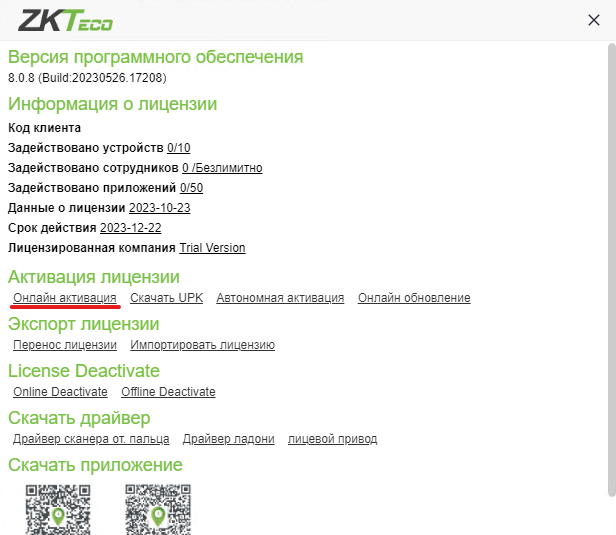 ZKTeco
Версия программного обеспечения
8.0.8 (Build:20230526.17208)
Информация о лицензии
Код клиента
Задействовано устройств 0/10
Задействовано сотрудников 0 /Безлимитно
Задействовано приложений 0/50
Данные о лицензии 2023-10-23
Срок действия 2023-12-22
Лицензированная компания Trial Version
Активация лицензии
Онлайн активация Скачать UPK Автономная активация Онлайн обновление
Экспорт лицензии
Перенос лицензии Импортировать лицензию
License Deactivate
Online Deactivate Offline Deactivate
Скачать драйвер
Драйвер сканера от. пальца Драйвер ладони лицевой привод
Скачать приложение